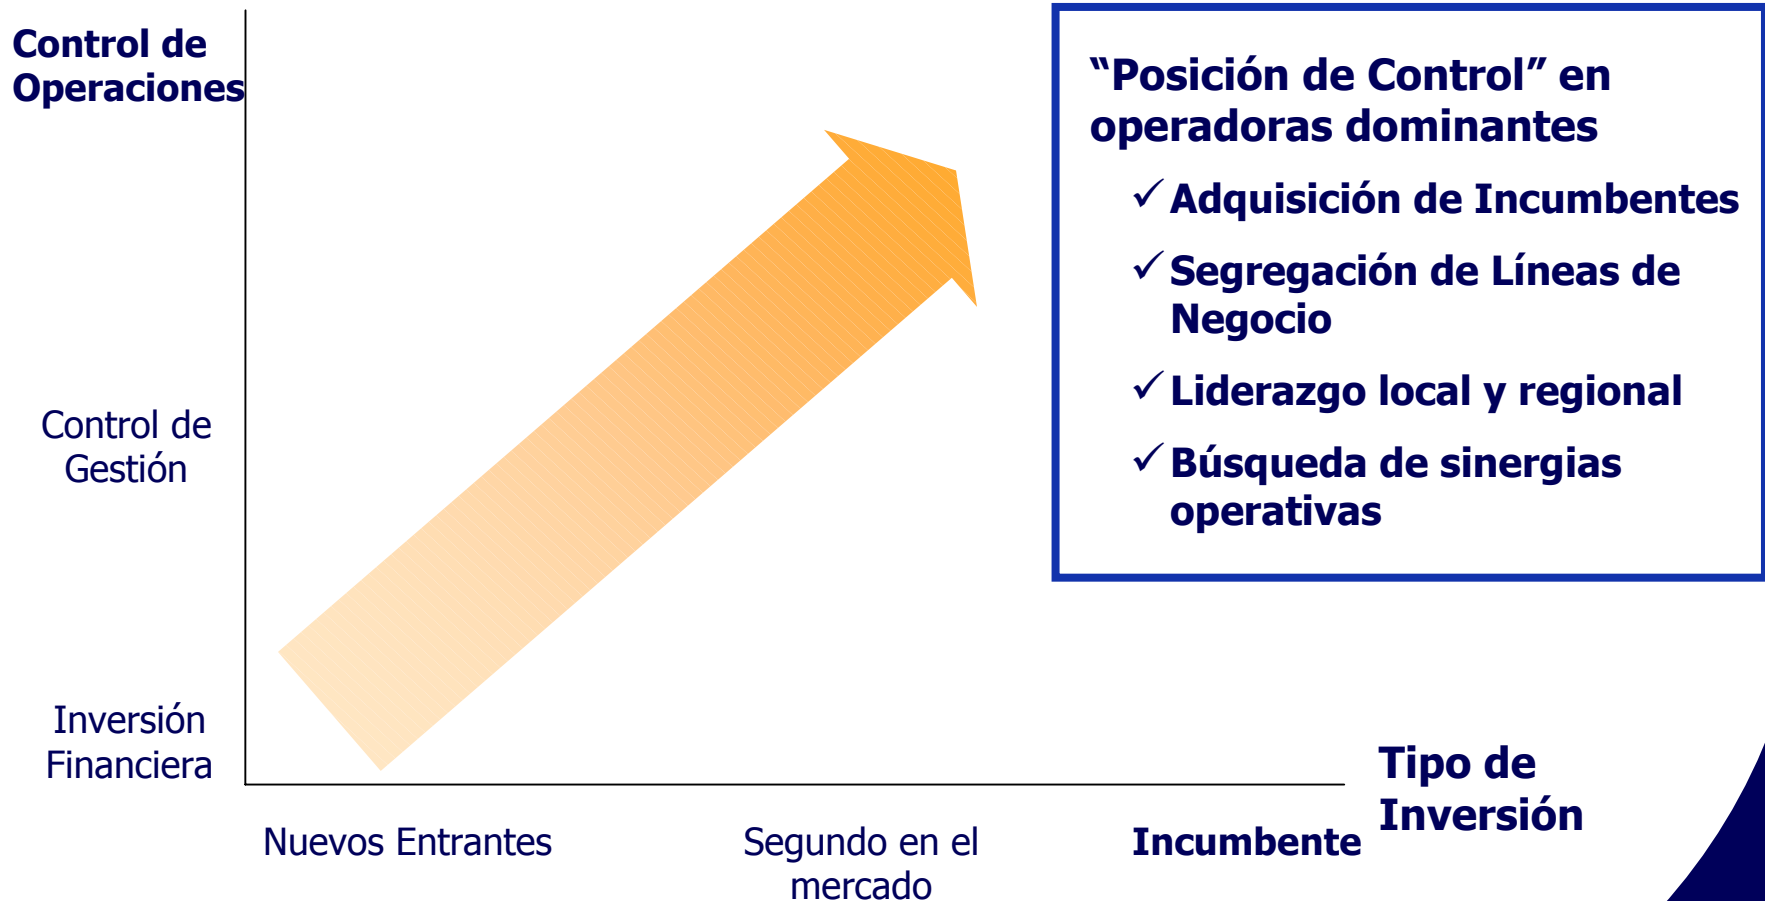 Control de
Operaciones
Control de
Gestión
Inversión
Financiera
Nuevos Entrantes
Segundo en el
mercado
Incumbente
Tipo de
Inversión
“Posición de Control” en
operadoras dominantes
✓ Adquisición de Incumbentes
✓ Segregación de Líneas de
Negocio
✓ Liderazgo local y regional
✓ Búsqueda de sinergias
operativas